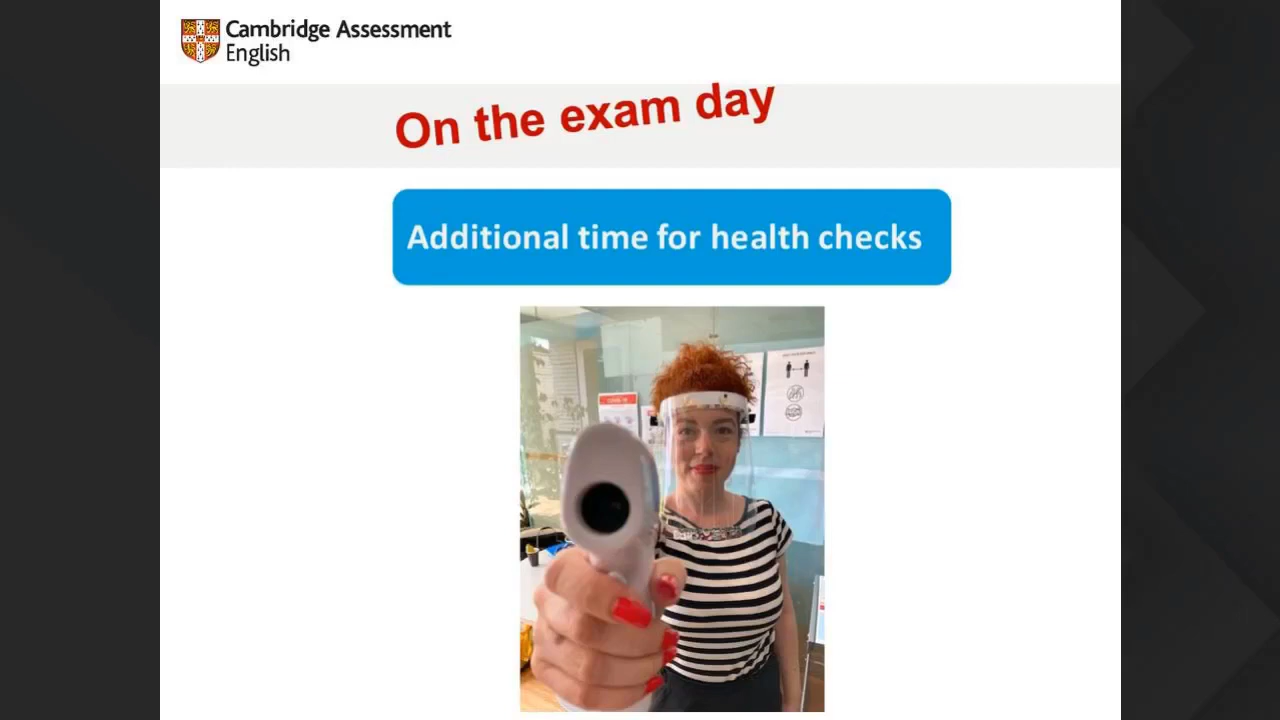 Cambridge Assessment
English
On the exam day
Additional time for health checks